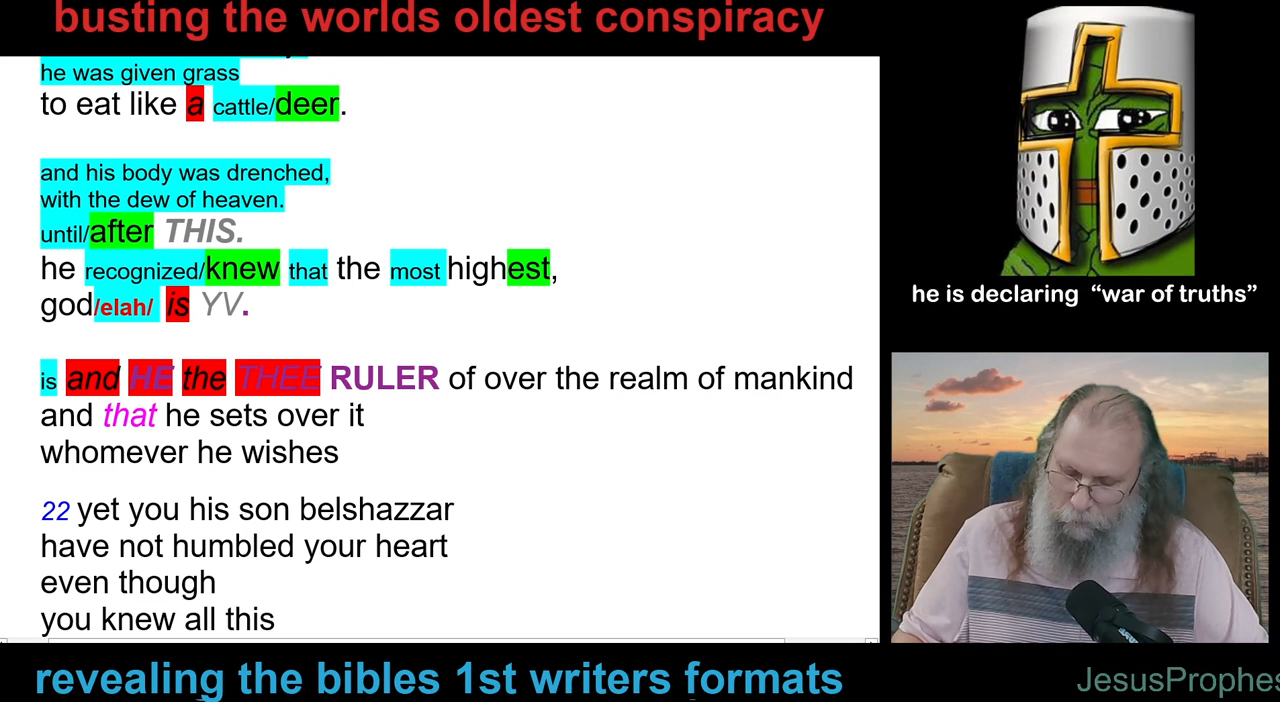 busting the worlds oldest conspiracy
he was given grass
to eat like a cattle/deer.
and his body was drenched,
with the dew of heaven.
until/after THIS.
he recognized/knew that the most highest,
god/elah/ is YV.
is and HE the THEE RULER of over the realm of mankind
and that he sets over it
whomever he wishes
22 yet you his son belshazzar
have not humbled your heart
even though
you knew all this
he is declaring “war of truths”
revealing the bibles 1st writers formats
JesusProphes